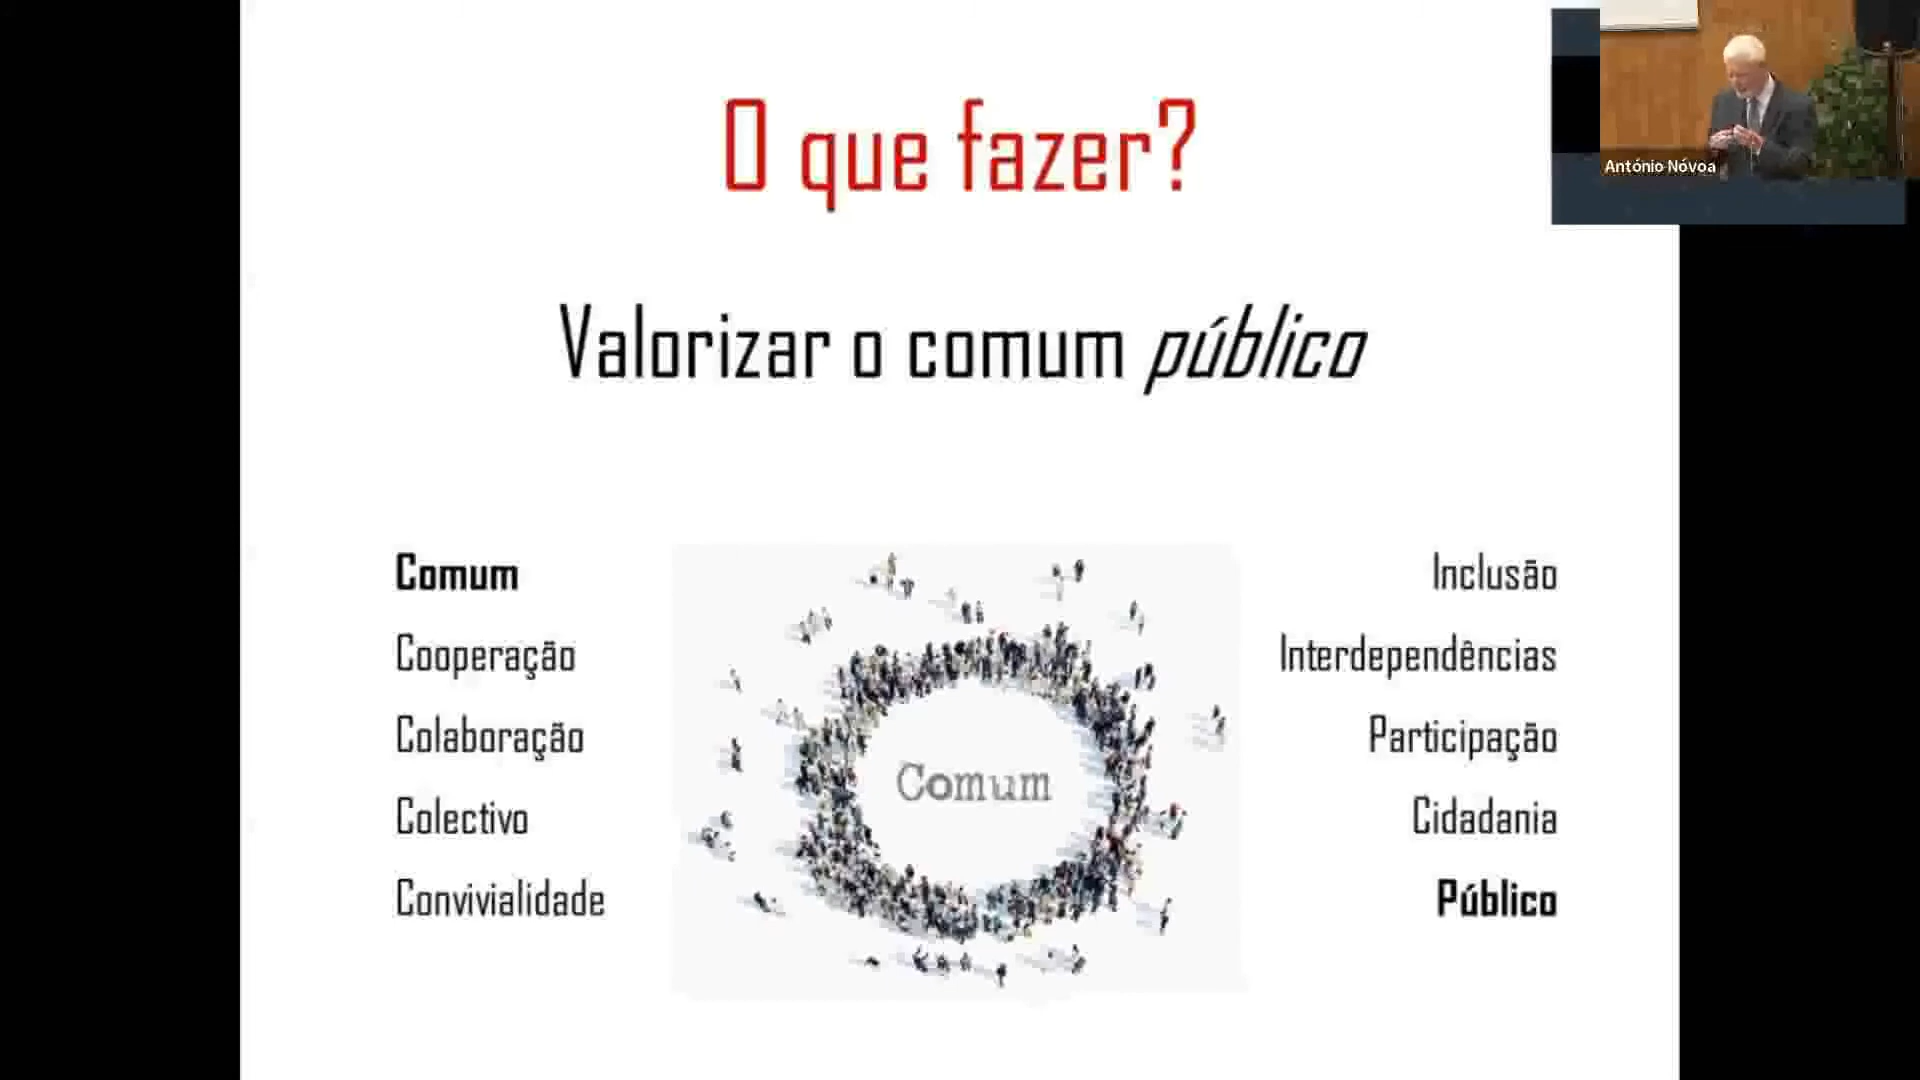 O que fazer?
António Nóvoa
Valorizar o comum público
Comum
Cooperação
Colaboração
Colectivo
Convivialidade
Comum
Inclusão
Interdependências
Participação
Cidadania
Público